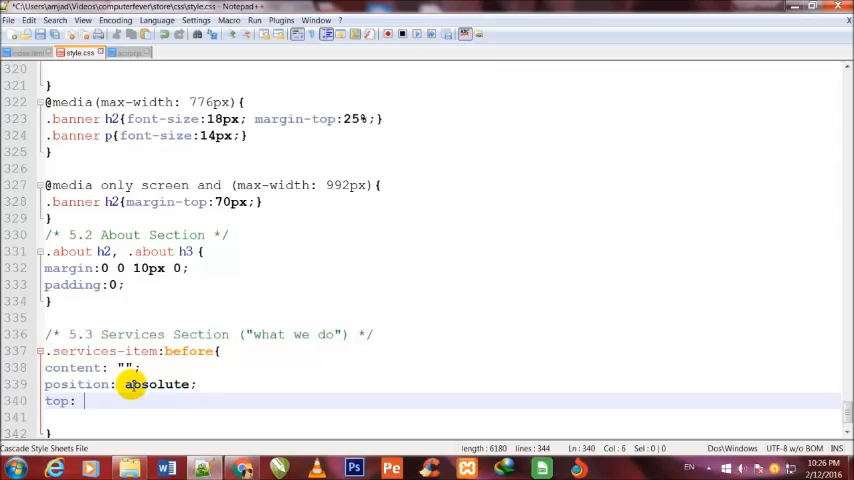 *C:\Users\amjad\Videos\computerfever\store\css\style.css - Notepad++
File Edit Search View Encoding Language Settings Macro Run Plugins Window ?
index.html style.css
320
321 }
322 @media(max-width: 776px){
323 .banner h2{font-size:18px; margin-top:25%;}
324 .banner p{font-size:14px;}
325 }
326
327 @media only screen and (max-width: 992px){
328 .banner h2{margin-top:70px;}
329 }
330 /* 5.2 About Section */
331 .about h2, .about h3 {
332 margin:0 0 10px 0;
333 padding:0;
334 }
335
336 /* 5.3 Services Section ("what we do") */
337 .services-item:before{
338 content: "";
339 position: absolute;
340 top:
341
342 }
Cascade Style Sheets File length : 6180 lines : 344 Ln : 340 Col : 6 Sel : 0 | 0 Dos\Windows UTF-8 w/o BOM INS
EN 10:26 PM
2/12/2016